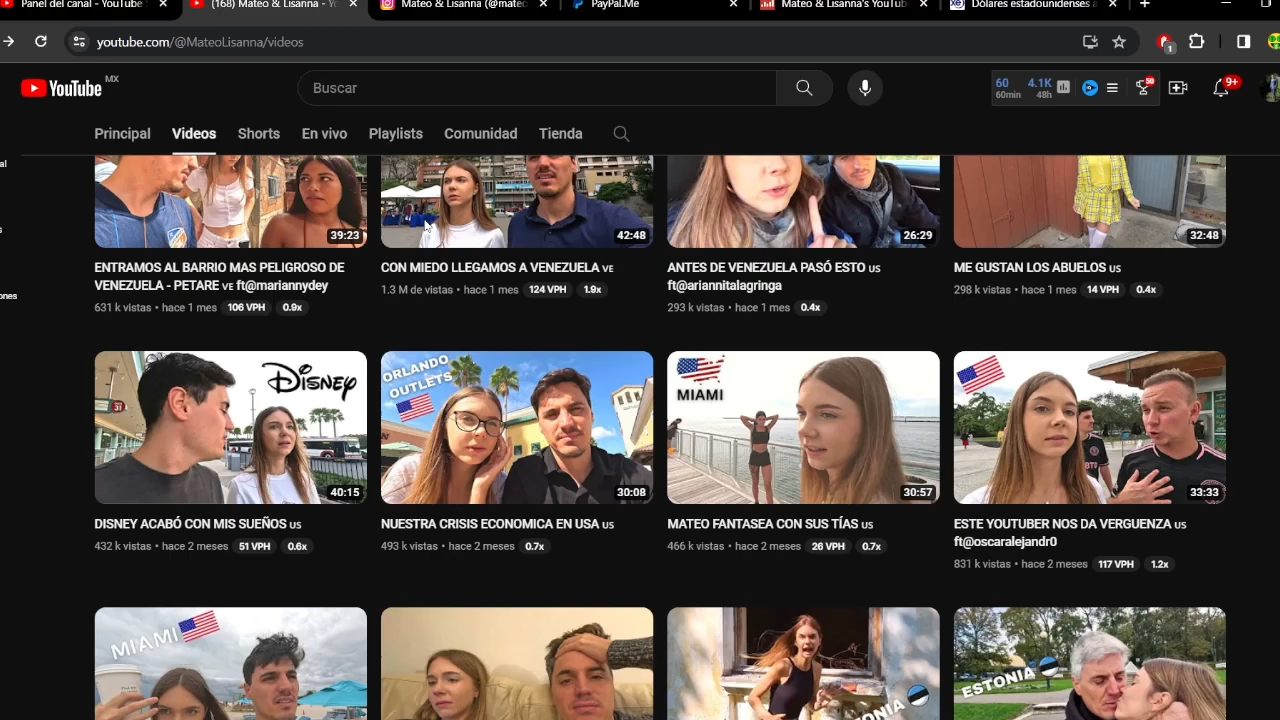 Panel del canal - YouTube
(168) Mateo & Lisanna - Y
Mateo & Lisanna (@mateo
PayPal.Me
Mateo & Lisanna's YouTub
Dólares estadounidenses a
youtube.com/@MateoLisanna/videos
1
YouTube MX
Buscar
60 60min 4.1K 48h
50
9+
Principal Videos Shorts En vivo Playlists Comunidad Tienda
al
s
ones
39:23
42:48
26:29
32:48
ENTRAMOS AL BARRIO MAS PELIGROSO DE
VENEZUELA - PETARE VE ft@mariannydey
631 k vistas • hace 1 mes 106 VPH 0.9x
CON MIEDO LLEGAMOS A VENEZUELA VE
1.3 M de vistas • hace 1 mes 124 VPH 1.9x
ANTES DE VENEZUELA PASÓ ESTO US
ft@ariannitalagringa
293 k vistas • hace 1 mes 0.4x
ME GUSTAN LOS ABUELOS US
298 k vistas • hace 1 mes 14 VPH 0.4x
DISNEY
31
40:15
ORLANDO
OUTLETS
30:08
MIAMI
30:57
33:33
DISNEY ACABÓ CON MIS SUEÑOS US
432 k vistas • hace 2 meses 51 VPH 0.6x
NUESTRA CRISIS ECONOMICA EN USA US
493 k vistas • hace 2 meses 0.7x
MATEO FANTASEA CON SUS TÍAS US
466 k vistas • hace 2 meses 26 VPH 0.7x
ESTE YOUTUBER NOS DA VERGUENZA US
ft@oscaralejandr0
831 k vistas • hace 2 meses 117 VPH 1.2x
MIAMI
ONIA
ESTONIA